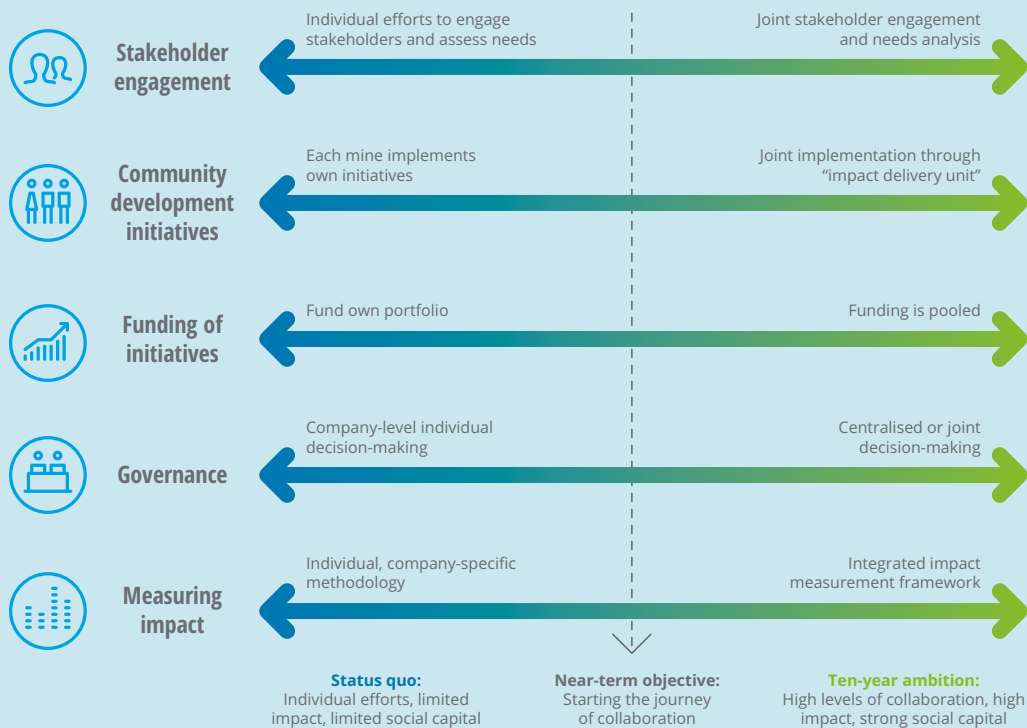 Stakeholder
engagement
Individual efforts to engage
stakeholders and assess needs
Joint stakeholder engagement
and needs analysis
Community
development
initiatives
Each mine implements
own initiatives
Joint implementation through
“impact delivery unit”
Funding of
initiatives
Fund own portfolio
Funding is pooled
Governance
Company-level individual
decision-making
Centralised or joint
decision-making
Measuring
impact
Individual, company-specific
methodology
Integrated impact
measurement framework
Status quo:
Individual efforts, limited
impact, limited social capital
Near-term objective:
Starting the journey
of collaboration
Ten-year ambition:
High levels of collaboration, high
impact, strong social capital